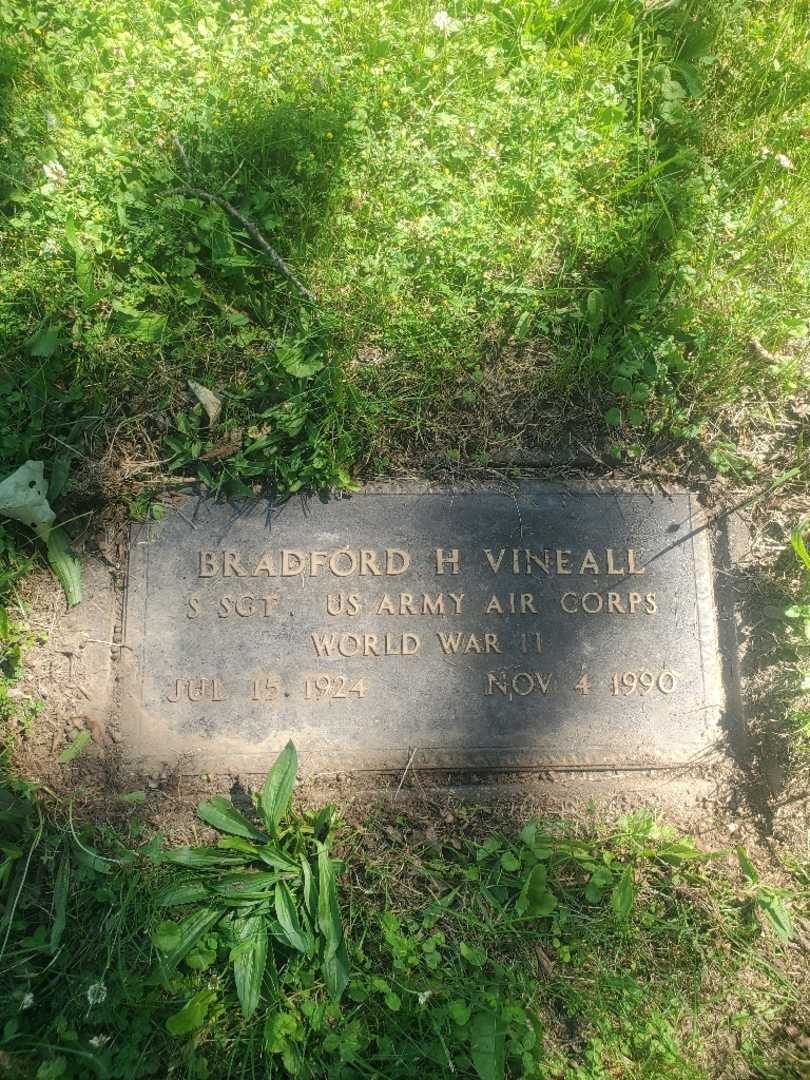 BRADFORD H VINEALL
S SGT US ARMY AIR CORPS
WORLD WAR II
JUL 15 1924 NOV 4 1990